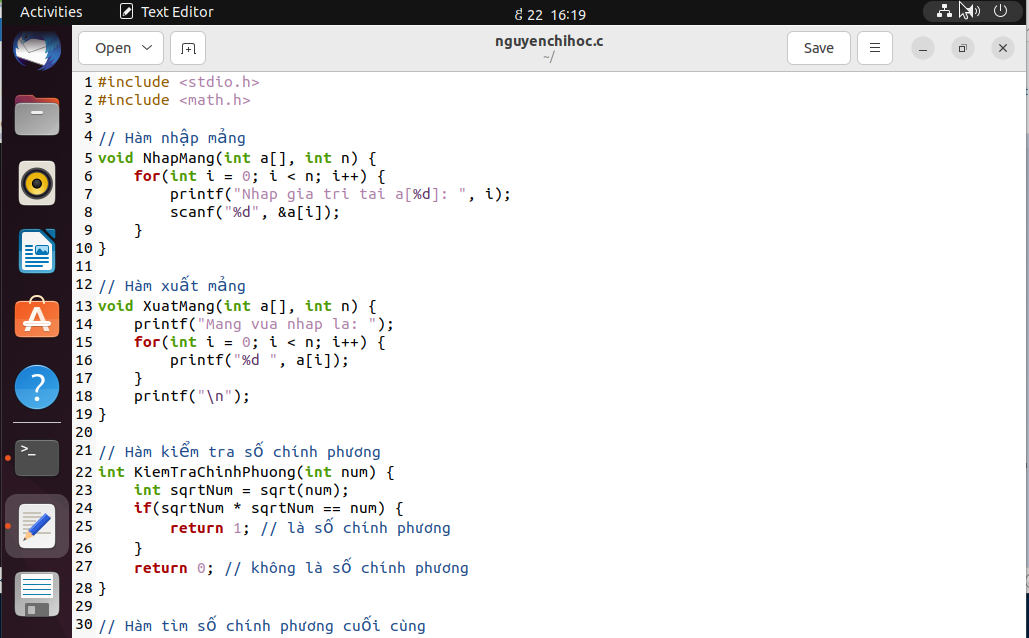 Activities Text Editor ธ 22 16:19
Open nguyenchihoc.c Save
~/
1 #include <stdio.h>
2 #include <math.h>
3
4 // Hàm nhập mảng
5 void NhapMang(int a[], int n) {
6     for(int i = 0; i < n; i++) {
7         printf("Nhap gia tri tai a[%d]: ", i);
8         scanf("%d", &a[i]);
9     }
10 }
11
12 // Hàm xuất mảng
13 void XuatMang(int a[], int n) {
14     printf("Mang vua nhap la: ");
15     for(int i = 0; i < n; i++) {
16         printf("%d ", a[i]);
17     }
18     printf("\n");
19 }
20
21 // Hàm kiểm tra số chính phương
22 int KiemTraChinhPhuong(int num) {
23     int sqrtNum = sqrt(num);
24     if(sqrtNum * sqrtNum == num) {
25         return 1; // là số chính phương
26     }
27     return 0; // không là số chính phương
28 }
29
30 // Hàm tìm số chính phương cuối cùng